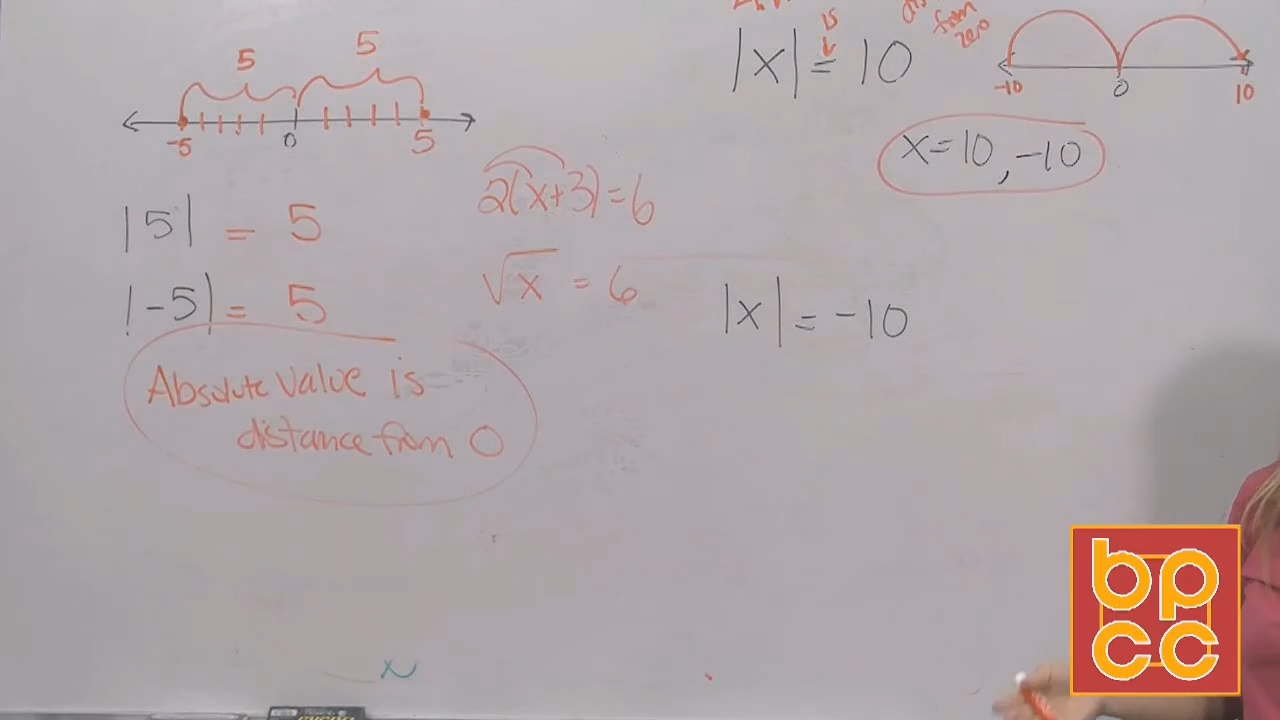 5 5
-5 0 5
|5| = 5
|-5| = 5
Absolute value is
distance from 0
2(x+3)=6
√x = 6
is
from
zero
|x| = 10
-10 0 10
x=10, -10
|x| = -10
bp
cc